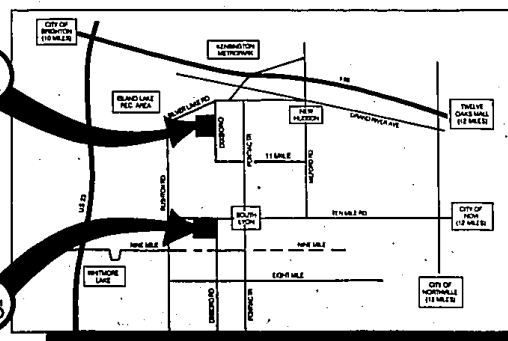 CITY OF
BRIGHTON
(10 MILES)
KENSINGTON
METROPARK
I-96
ISLAND LAKE
REC. AREA
SILVER LAKE RD
DIXBORO
PONTIAC TR
NEW
HUDSON
GRAND RIVER AVE
TWELVE
OAKS MALL
(12 MILES)
11 MILE
MILFORD RD
RUSHTON RD
U.S. 23
SOUTH
LYON
TEN MILE RD
CITY OF
NOVI
(12 MILES)
NINE MILE
NINE MILE
WHITMORE
LAKE
EIGHT MILE
DIXBORO RD
PONTIAC TR
CITY OF
NORTHVILLE